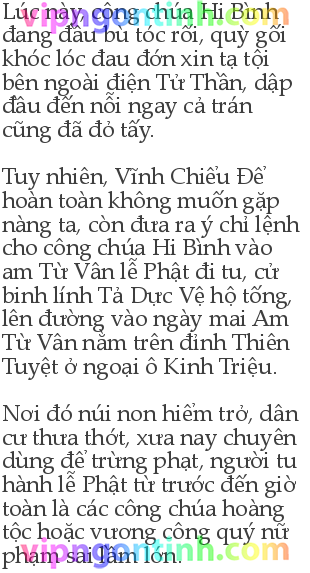 Lúc này, công chúa Hi Bình
đang đầu bù tóc rối, quỳ gối
khóc lóc đau đớn xin tạ tội
bên ngoài điện Tử Thần, dập
đầu đến nỗi ngay cả trán
cũng đã đỏ tấy.
Tuy nhiên, Vĩnh Chiểu Để
hoàn toàn không muốn gặp
nàng ta, còn đưa ra ý chỉ lệnh
cho công chúa Hi Bình vào
am Từ Vân lễ Phật đi tu, cử
binh lính Tả Dực Vệ hộ tống,
lên đường vào ngày mai Am
Từ Vân nằm trên đỉnh Thiên
Tuyệt ở ngoại ô Kinh Triệu.
Nơi đó núi non hiểm trở, dân
cư thưa thớt, xưa nay chuyên
dùng để trừng phạt, người tu
hành lễ Phật từ trước đến giờ
toàn là các công chúa hoàng
tộc hoặc vương công quý nữ
phạm sai lầm lớn.
vipngontinh.com
vipngontinh.com